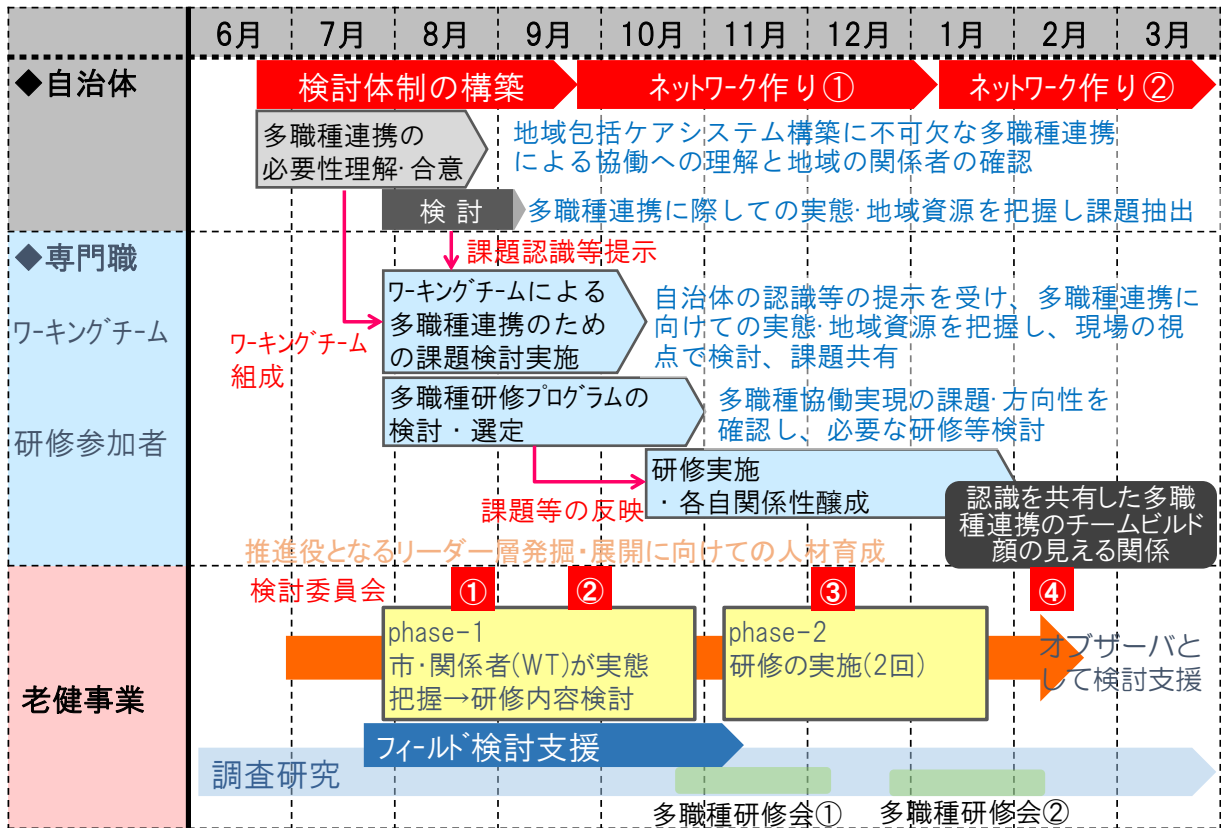 6月 7月 8月 9月 10月 11月 12月 1月 2月 3月
◆自治体
検討体制の構築
ネットワーク作り①
ネットワーク作り②
多職種連携の
必要性理解･合意
地域包括ケアシステム構築に不可欠な多職種連携
による協働への理解と地域の関係者の確認
検 討
多職種連携に際しての実態･地域資源を把握し課題抽出
◆専門職
課題認識等提示
ワーキングチーム
ワーキングチームによる
多職種連携のため
の課題検討実施
自治体の認識等の提示を受け、多職種連携に
向けての実態･地域資源を把握し、現場の視
点で検討、課題共有
ワーキングチーム
組成
研修参加者
多職種研修プログラムの
検討・選定
多職種協働実現の課題･方向性を
確認し、必要な研修等検討
研修実施
・各自関係性醸成
課題等の反映
認識を共有した多職
種連携のチームビルド
顔の見える関係
推進役となるリーダー層発掘・展開に向けての人材育成
老健事業
検討委員会
①
②
③
④
phase-1
市・関係者(WT)が実態
把握→研修内容検討
phase-2
研修の実施(2回)
オブザーバと
して検討支援
フィールド検討支援
調査研究
多職種研修会①
多職種研修会②